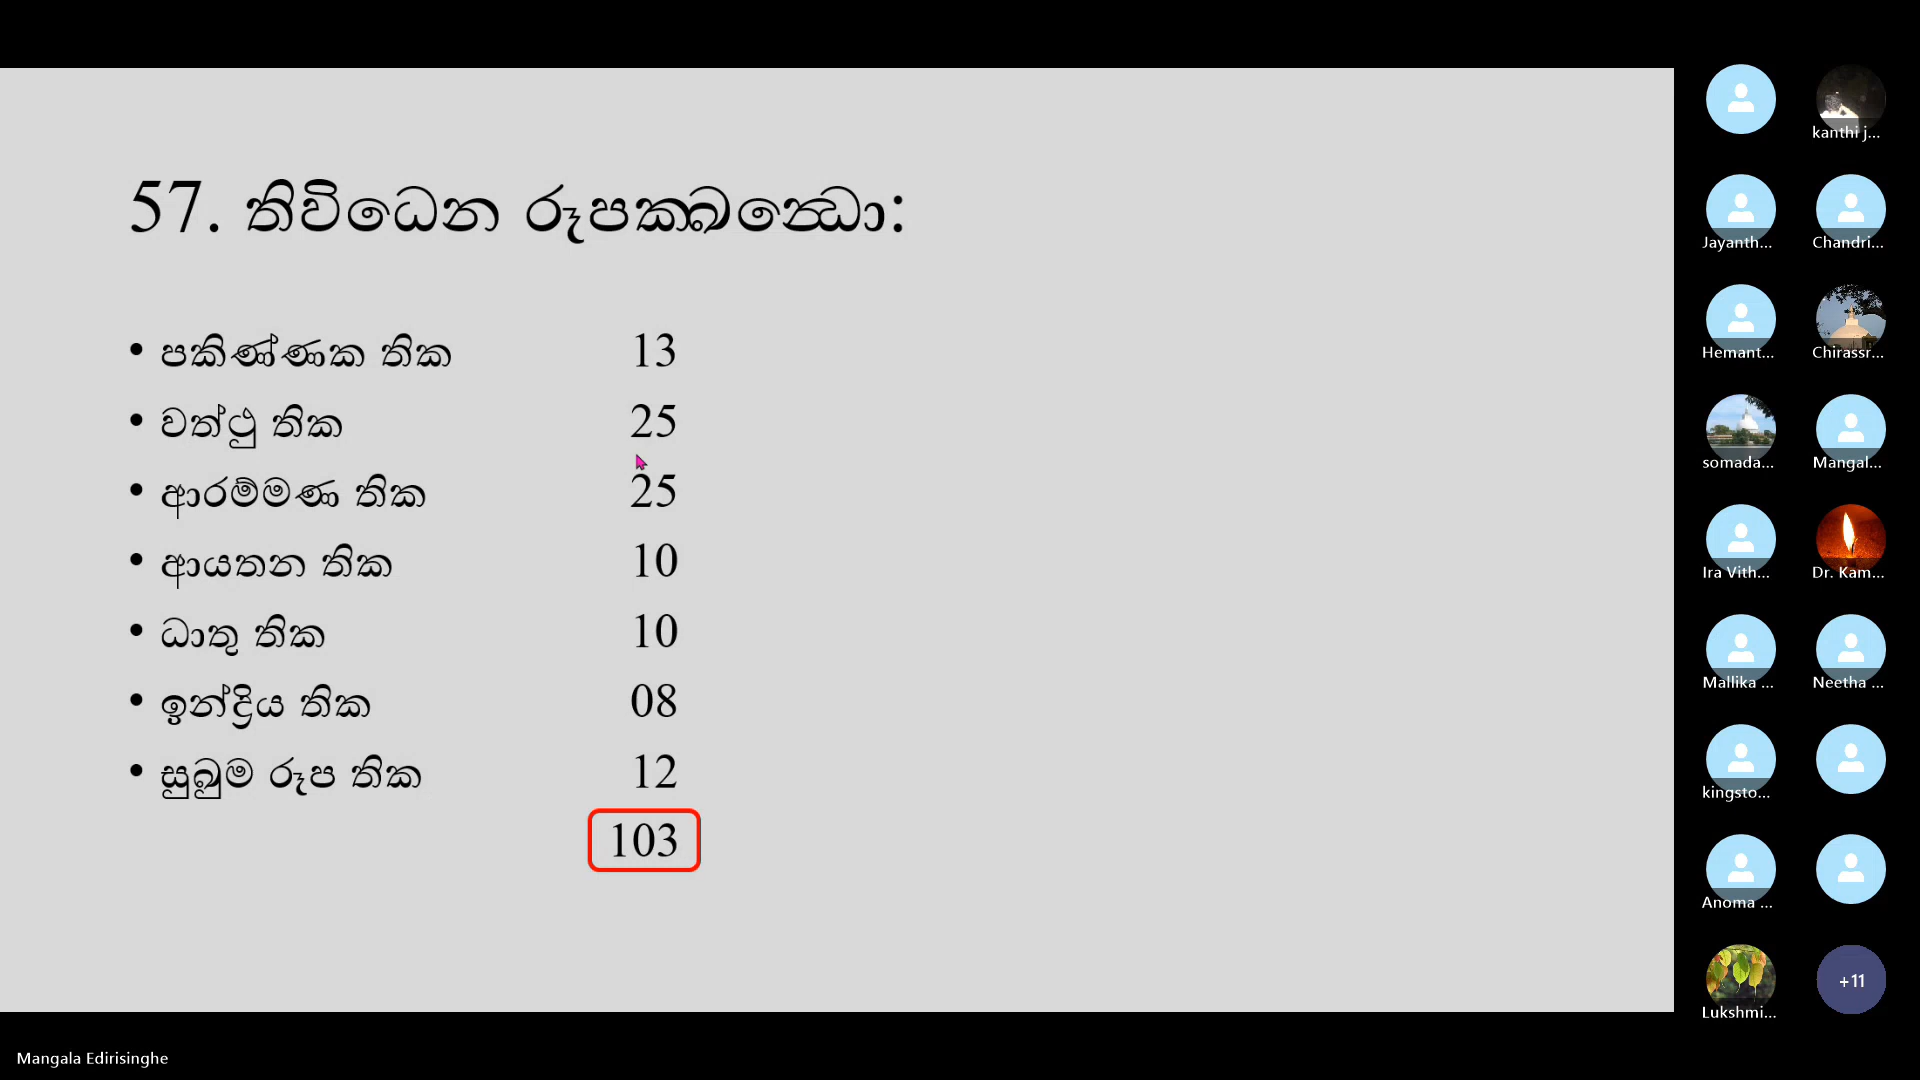 57. තිවිධෙන රූපක‍්ඛන‍්ධො:
• පකිණ්ණක තික 13
• වත්ථු තික 25
• ආරම්මණ තික 25
• ආයතන තික 10
• ධාතු තික 10
• ඉන්ද්‍රිය තික 08
• සුඛුම රූප තික 12
103
kanthi j...
Jayanth...
Chandri...
Hemant...
Chirassr...
somada...
Mangal...
Ira Vith...
Dr. Kam...
Mallika ...
Neetha ...
kingsto...
Anoma ...
Lukshmi...
+11
Mangala Edirisinghe